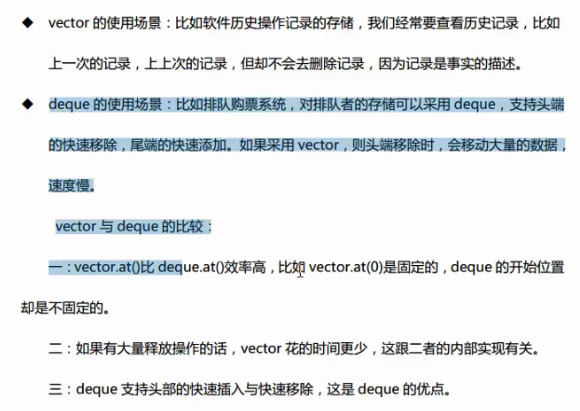 ◆ vector 的使用场景：比如软件历史操作记录的存储，我们经常要查看历史记录，比如
上一次的记录，上上次的记录，但却不会去删除记录，因为记录是事实的描述。
◆ deque 的使用场景：比如排队购票系统，对排队者的存储可以采用 deque，支持头端
的快速移除，尾端的快速添加。如果采用 vector，则头端移除时，会移动大量的数据，
速度慢。
vector 与 deque 的比较：
一：vector.at()比 deque.at()效率高，比如 vector.at(0)是固定的，deque 的开始位置
却是不固定的。
二：如果有大量释放操作的话，vector 花的时间更少，这跟二者的内部实现有关。
三：deque 支持头部的快速插入与快速移除，这是 deque 的优点。